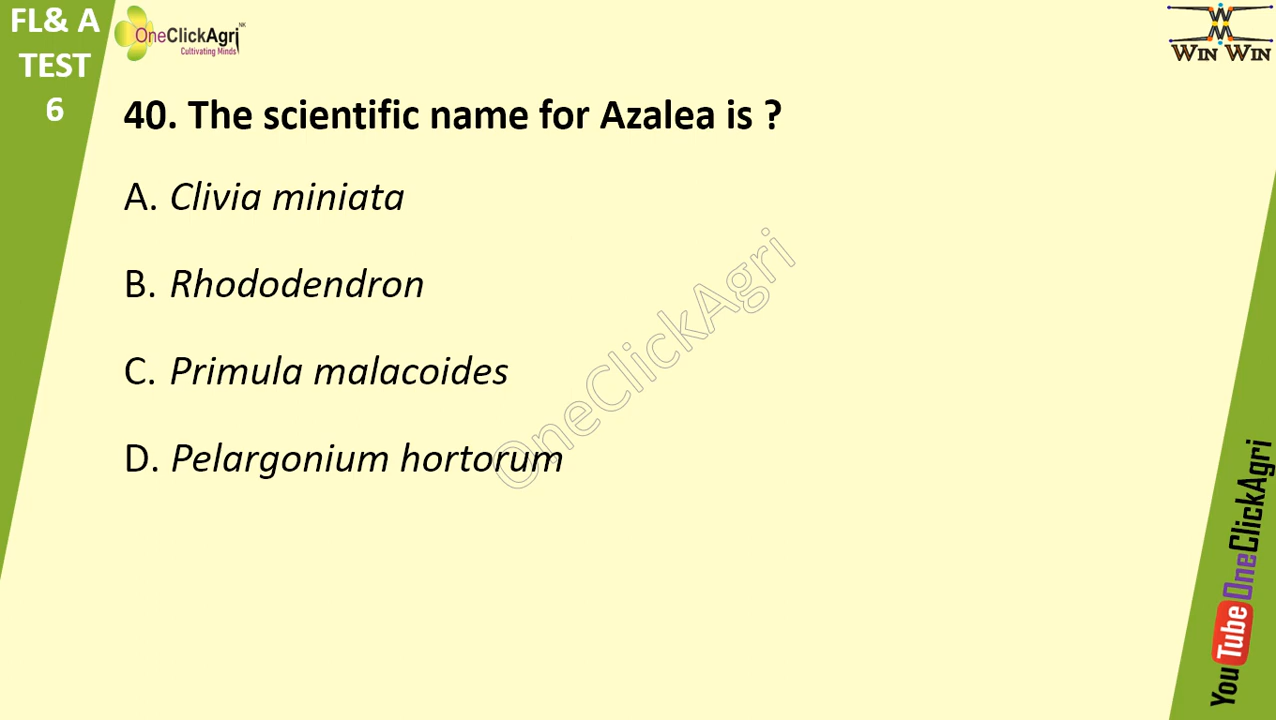 FL& A
TEST
6
OneClickAgri NK
Cultivating Minds
WIN WIN
40. The scientific name for Azalea is ?
A. Clivia miniata
B. Rhododendron
C. Primula malacoides
D. Pelargonium hortorum
OneClickAgri
YouTube OneClickAgri